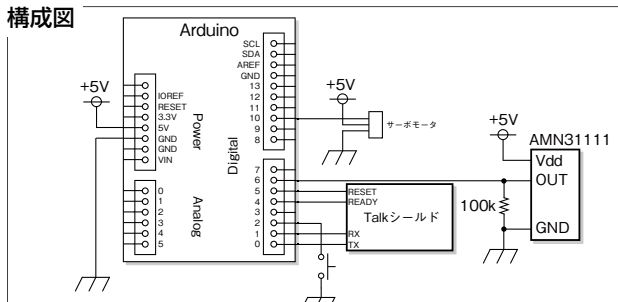 構成図
Arduino
+5V
IOREF
RESET
3.3V
5V
GND
GND
VIN
Power
0
1
2
3
4
5
Analog
SCL
SDA
AREF
GND
13
12
11
10
9
8
Digital
7
6
5
4
3
2
1
0
+5V
サーボモータ
RESET
READY
Talkシールド
RX
TX
+5V
AMN31111
Vdd
OUT
100k
GND